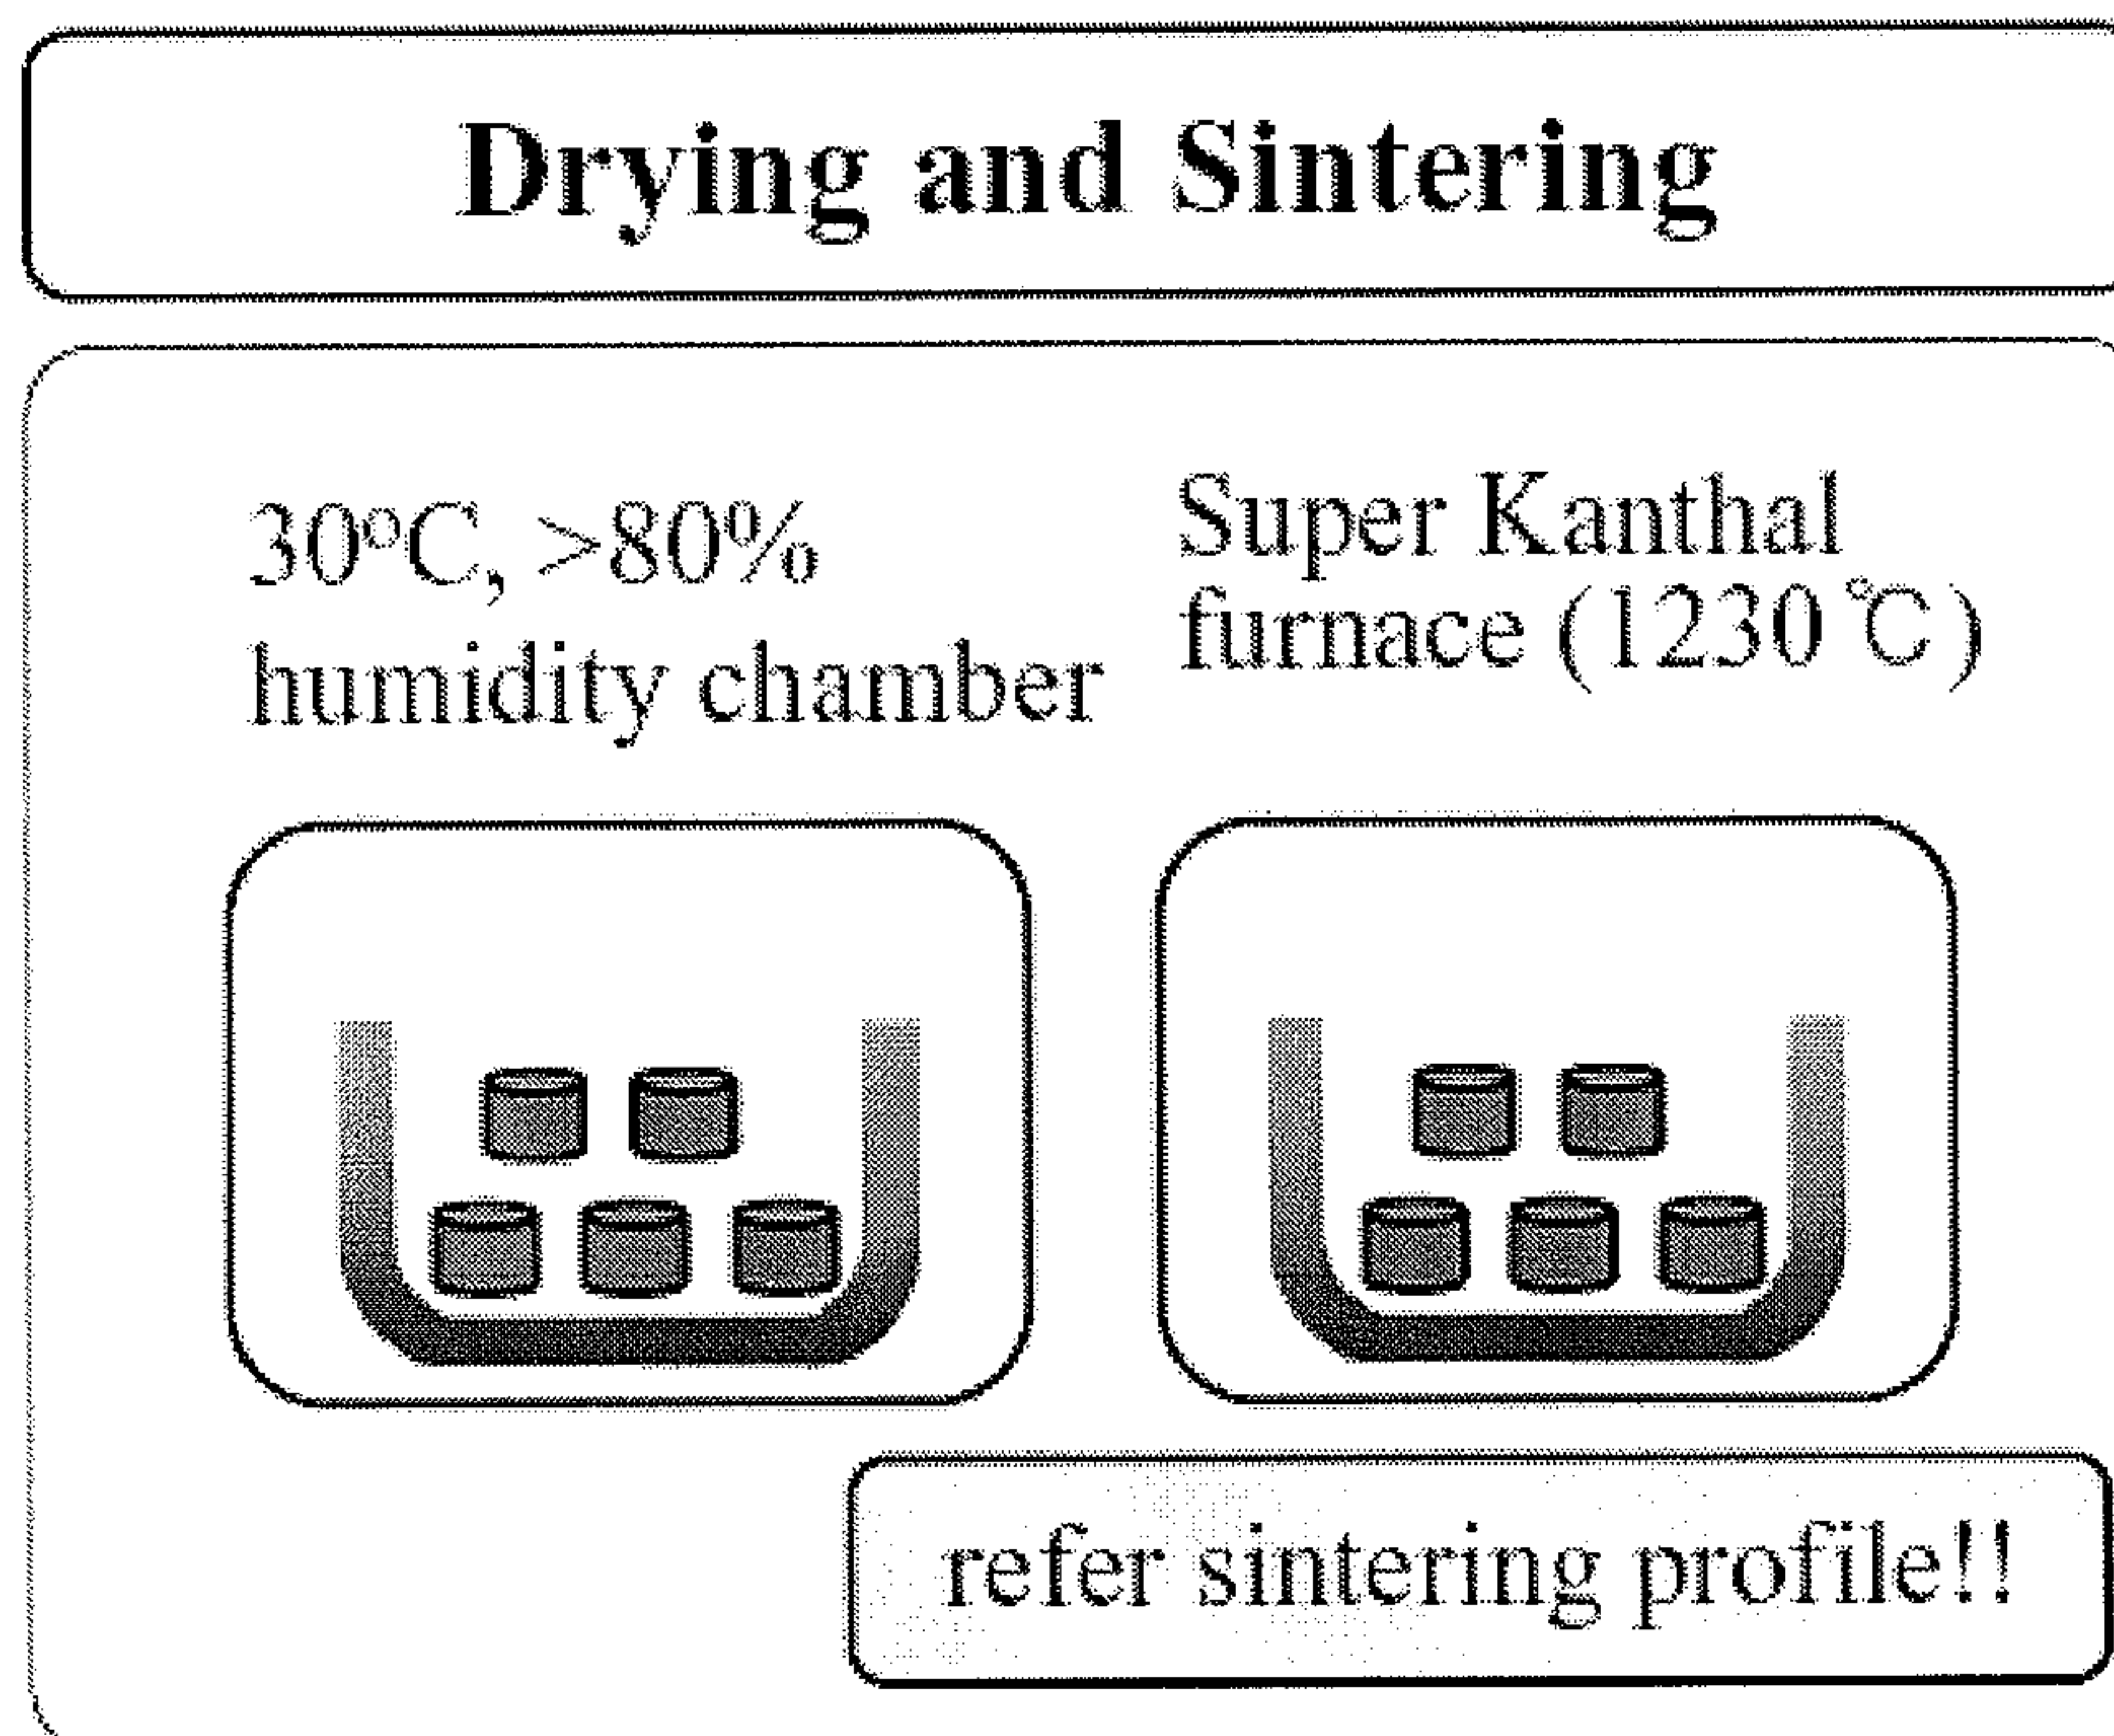 Drying and Sintering
30°C, >80%
humidity chamber
Super Kanthal
furnace (1230℃)
refer sintering profile!!